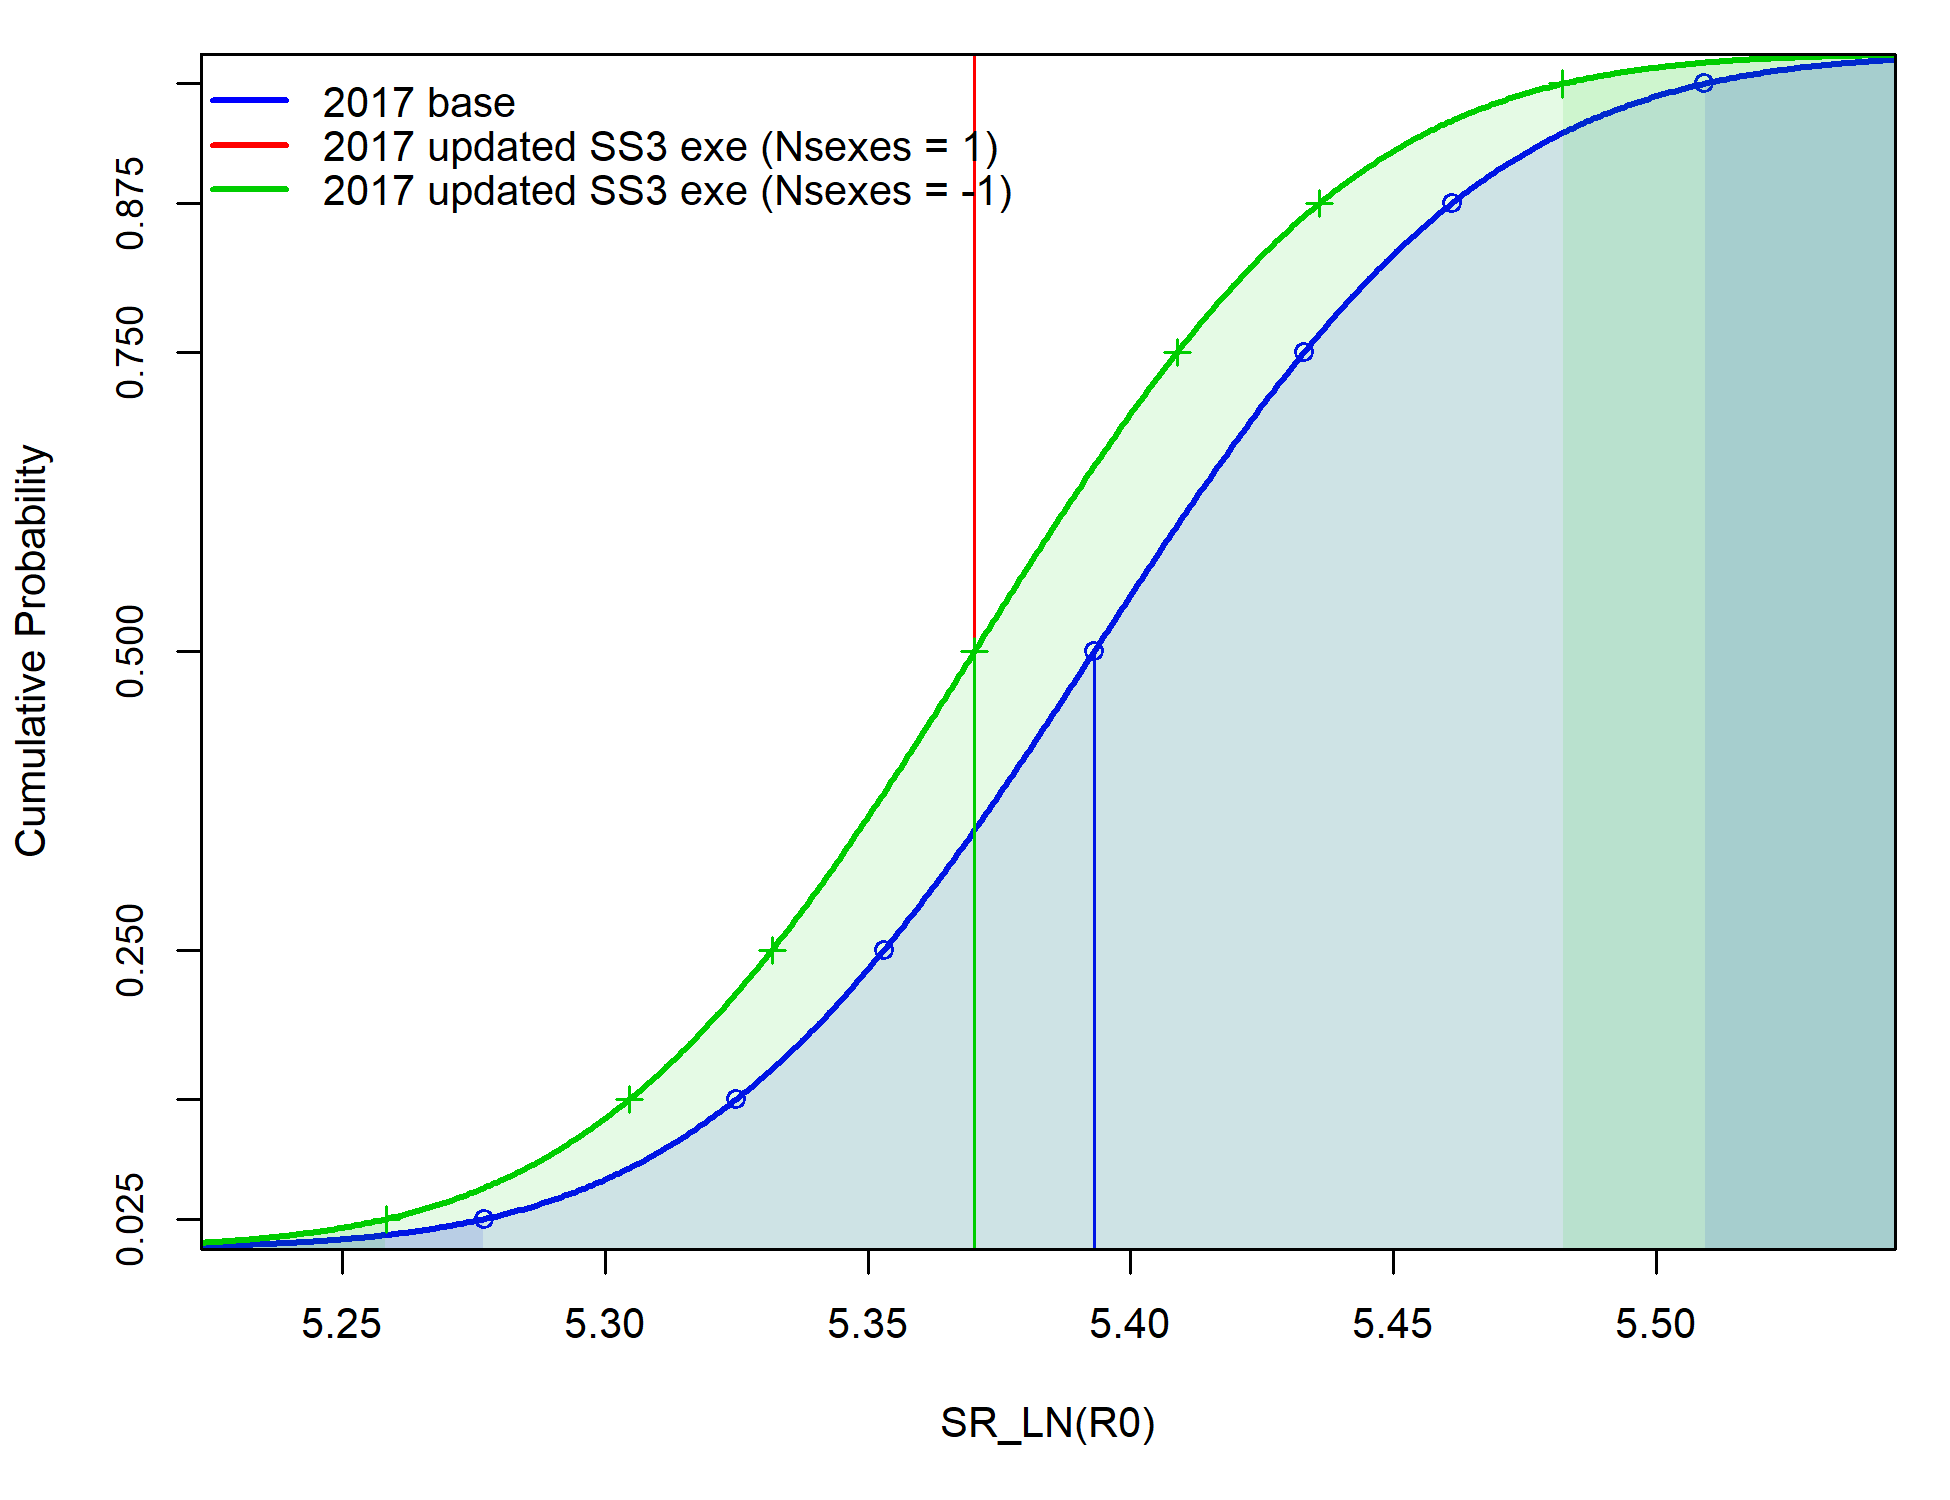 2017 base
2017 updated SS3 exe (Nsexes = 1)
2017 updated SS3 exe (Nsexes = -1)
Cumulative Probability
0.875
0.750
0.500
0.250
0.025
5.25 5.30 5.35 5.40 5.45 5.50
SR_LN(R0)